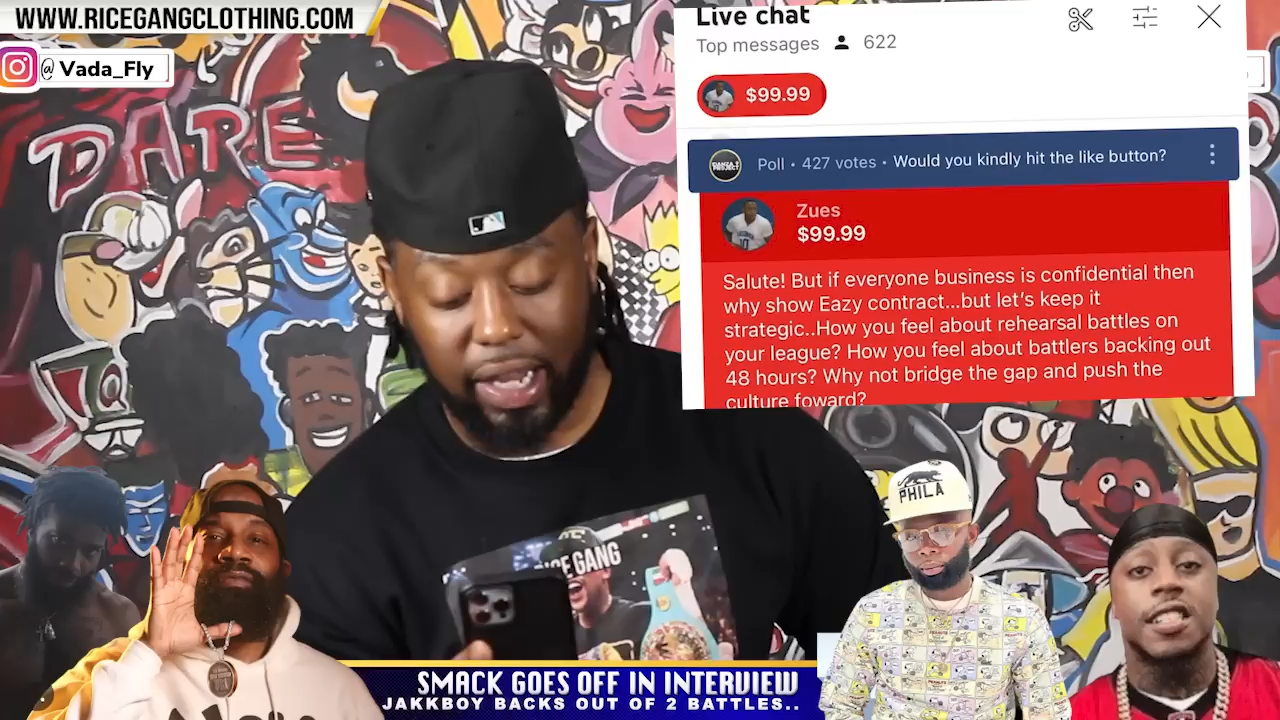 WWW.RICEGANGCLOTHING.COM
@ Vada_Fly
DARE
Live chat
Top messages 622
$99.99
Poll • 427 votes • Would you kindly hit the like button?
Zues
$99.99
Salute! But if everyone business is confidential then
why show Eazy contract...but let's keep it
strategic..How you feel about rehearsal battles on
your league? How you feel about battlers backing out
48 hours? Why not bridge the gap and push the
culture foward?
RICE GANG
PHILA
SMACK GOES OFF IN INTERVIEW
JAKKBOY BACKS OUT OF 2 BATTLES..